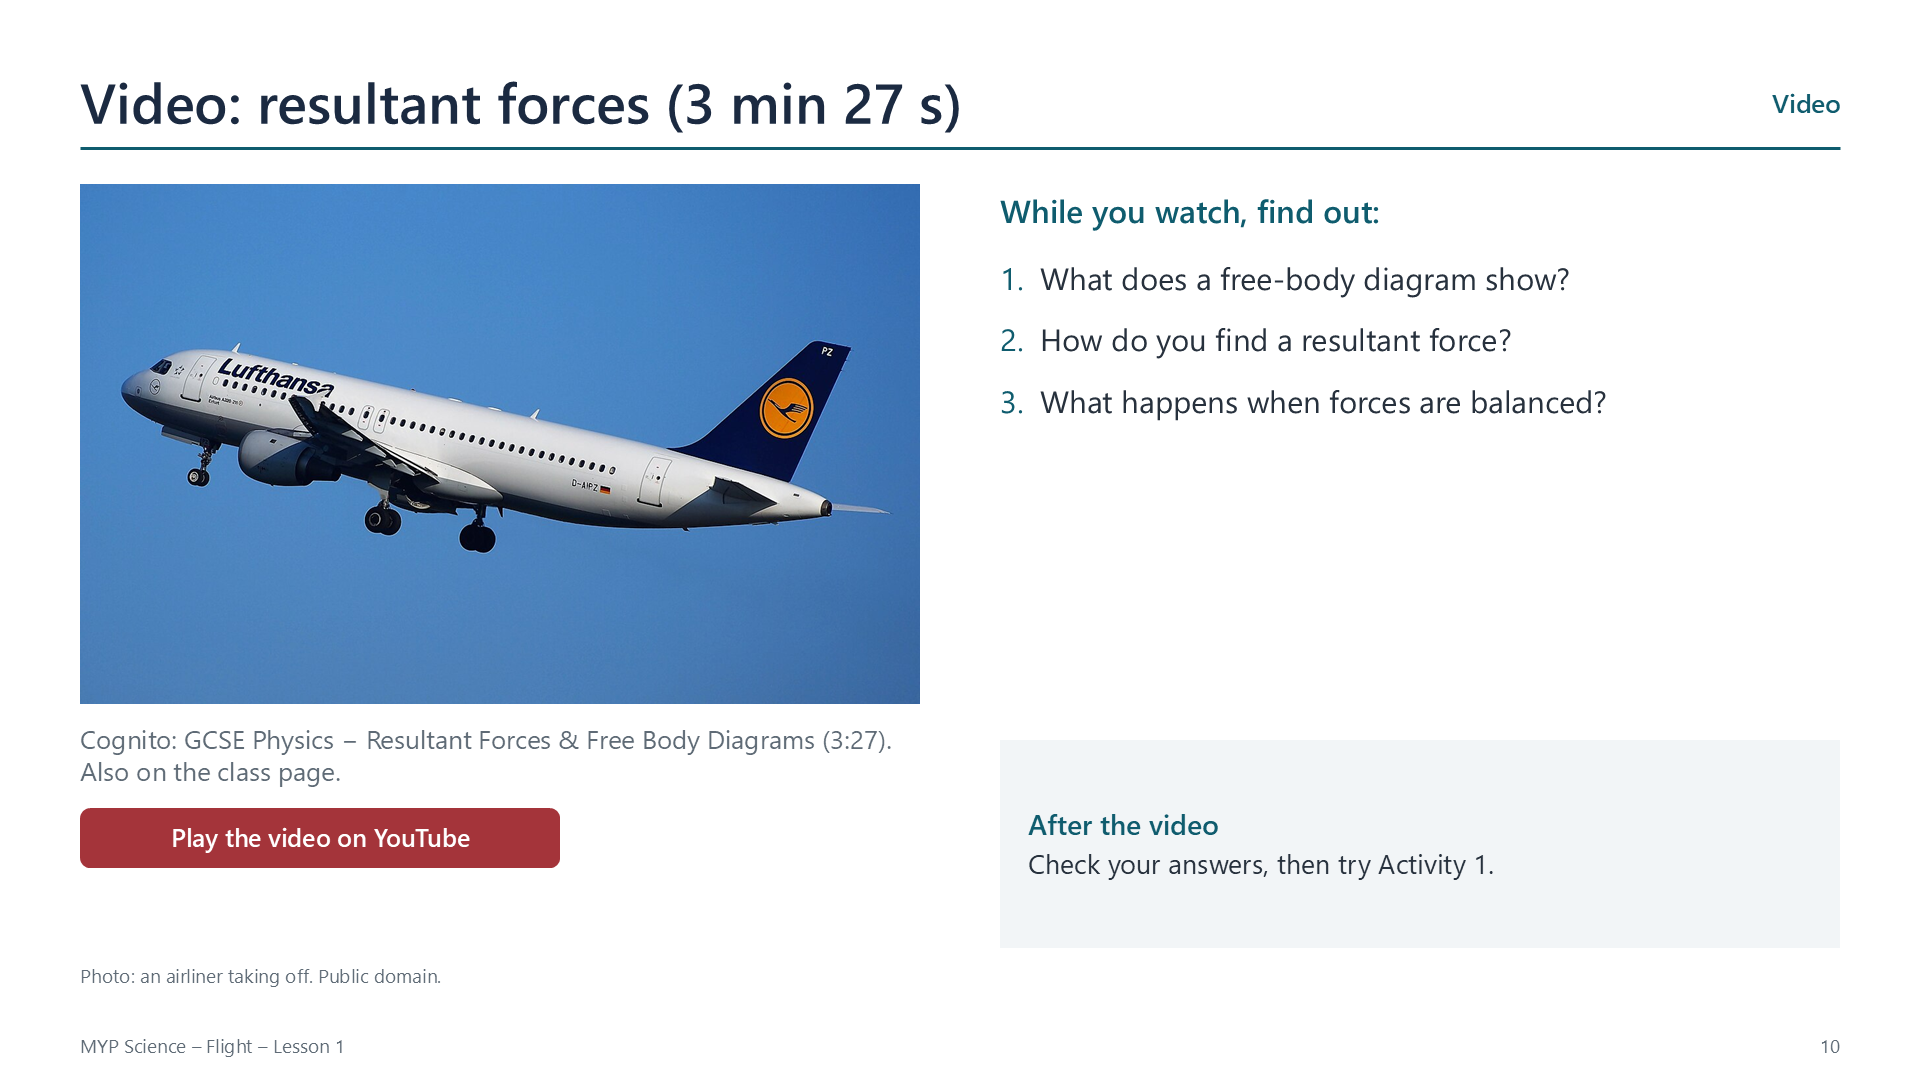 Video: resultant forces (3 min 27 s)
Video
Lufthansa
PZ
D-AIPZ
Cognito: GCSE Physics – Resultant Forces & Free Body Diagrams (3:27).
Also on the class page.
Play the video on YouTube
Photo: an airliner taking off. Public domain.
While you watch, find out:
1. What does a free-body diagram show?
2. How do you find a resultant force?
3. What happens when forces are balanced?
After the video
Check your answers, then try Activity 1.
MYP Science – Flight – Lesson 1
10